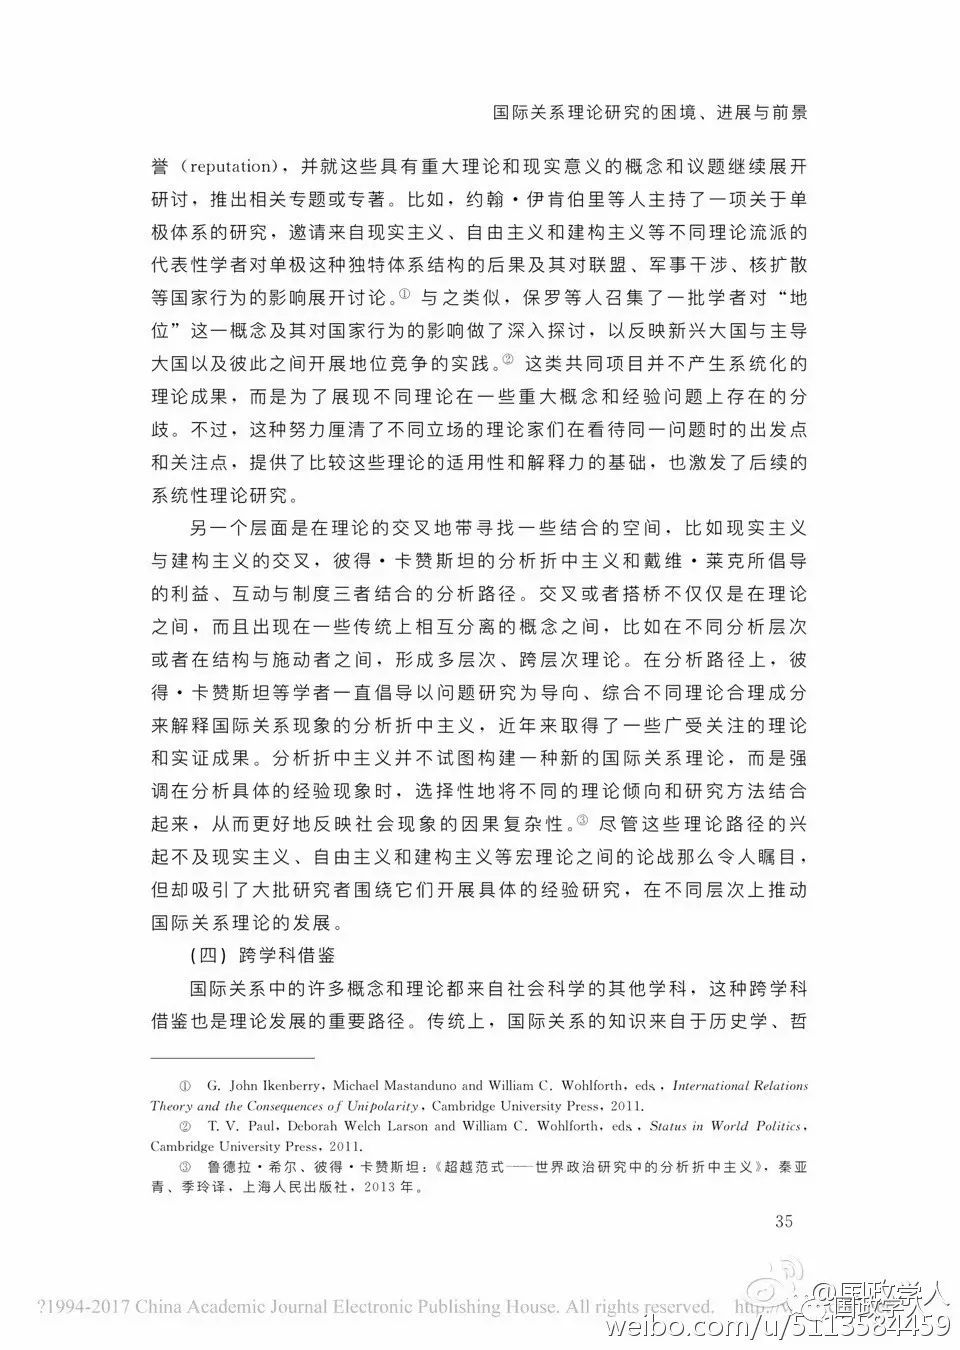 国际关系理论研究的困境、进展与前景
誉（reputation），并就这些具有重大理论和现实意义的概念和议题继续展开
研讨，推出相关专题或专著。比如，约翰·伊肯伯里等人主持了一项关于单
极体系的研究，邀请来自现实主义、自由主义和建构主义等不同理论流派的
代表性学者对单极这种独特体系结构的后果及其对联盟、军事干涉、核扩散
等国家行为的影响展开讨论。① 与之类似，保罗等人召集了一批学者对“地
位”这一概念及其对国家行为的影响做了深入探讨，以反映新兴大国与主导
大国以及彼此之间开展地位竞争的实践。② 这类共同项目并不产生系统化的
理论成果，而是为了展现不同理论在一些重大概念和经验问题上存在的分
歧。不过，这种努力厘清了不同立场的理论家们在看待同一问题时的出发点
和关注点，提供了比较这些理论的适用性和解释力的基础，也激发了后续的
系统性理论研究。
另一个层面是在理论的交叉地带寻找一些结合的空间，比如现实主义
与建构主义的交叉，彼得·卡赞斯坦的分析折中主义和戴维·莱克所倡导
的利益、互动与制度三者结合的分析路径。交叉或者搭桥不仅仅是在理论
之间，而且出现在一些传统上相互分离的概念之间，比如在不同分析层次
或者在结构与施动者之间，形成多层次、跨层次理论。在分析路径上，彼
得·卡赞斯坦等学者一直倡导以问题研究为导向、综合不同理论合理成分
来解释国际关系现象的分析折中主义，近年来取得了一些广受关注的理论
和实证成果。分析折中主义并不试图构建一种新的国际关系理论，而是强
调在分析具体的经验现象时，选择性地将不同的理论倾向和研究方法结合
起来，从而更好地反映社会现象的因果复杂性。③ 尽管这些理论路径的兴
起不及现实主义、自由主义和建构主义等宏理论之间的论战那么令人瞩目，
但却吸引了大批研究者围绕它们开展具体的经验研究，在不同层次上推动
国际关系理论的发展。
（四）跨学科借鉴
国际关系中的许多概念和理论都来自社会科学的其他学科，这种跨学科
借鉴也是理论发展的重要路径。传统上，国际关系的知识来自于历史学、哲
① G. John Ikenberry, Michael Mastanduno and William C. Wohlforth, eds., International Relations
Theory and the Consequences of Unipolarity, Cambridge University Press, 2011.
② T. V. Paul, Deborah Welch Larson and William C. Wohlforth, eds., Status in World Politics,
Cambridge University Press, 2011.
③ 鲁德拉·希尔、彼得·卡赞斯坦：《超越范式——世界政治研究中的分析折中主义》，秦亚
青、季玲译，上海人民出版社，2013 年。
35
?1994-2017 China Academic Journal Electronic Publishing House. All rights reserved.
@国政学人
国政学人
weibo.com/u/5113584459